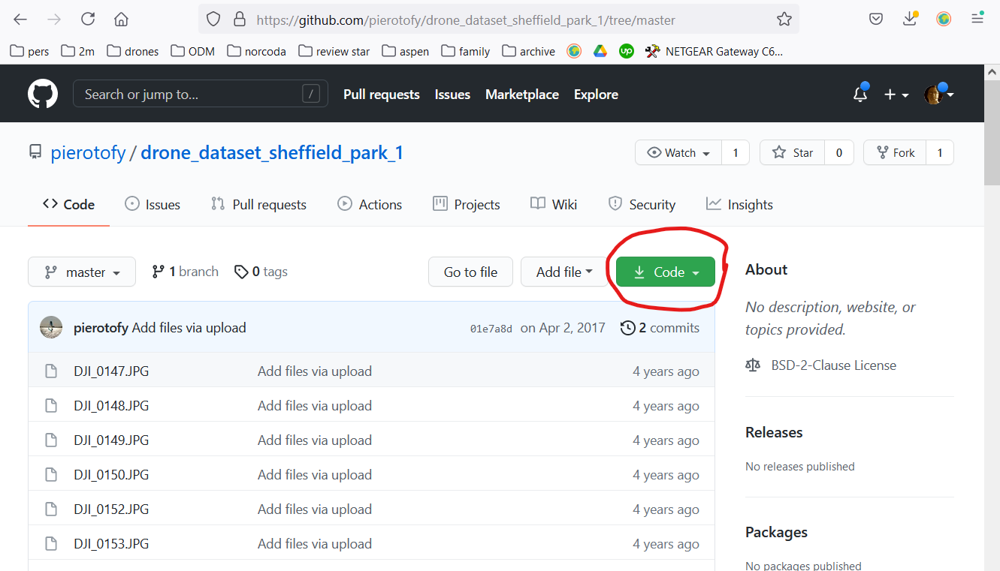 https://github.com/pierotofy/drone_dataset_sheffield_park_1/tree/master
pers 2m drones ODM norcoda review star aspen family archive up NETGEAR Gateway C6...
Search or jump to... / Pull requests Issues Marketplace Explore
pierotofy / drone_dataset_sheffield_park_1 Watch 1 Star 0 Fork 1
Code Issues Pull requests Actions Projects Wiki Security Insights
master 1 branch 0 tags Go to file Add file Code
pierotofy Add files via upload 01e7a8d on Apr 2, 2017 2 commits
DJI_0147.JPG Add files via upload 4 years ago
DJI_0148.JPG Add files via upload 4 years ago
DJI_0149.JPG Add files via upload 4 years ago
DJI_0150.JPG Add files via upload 4 years ago
DJI_0152.JPG Add files via upload 4 years ago
DJI_0153.JPG Add files via upload 4 years ago
About
No description, website, or
topics provided.
BSD-2-Clause License
Releases
No releases published
Packages
No packages published